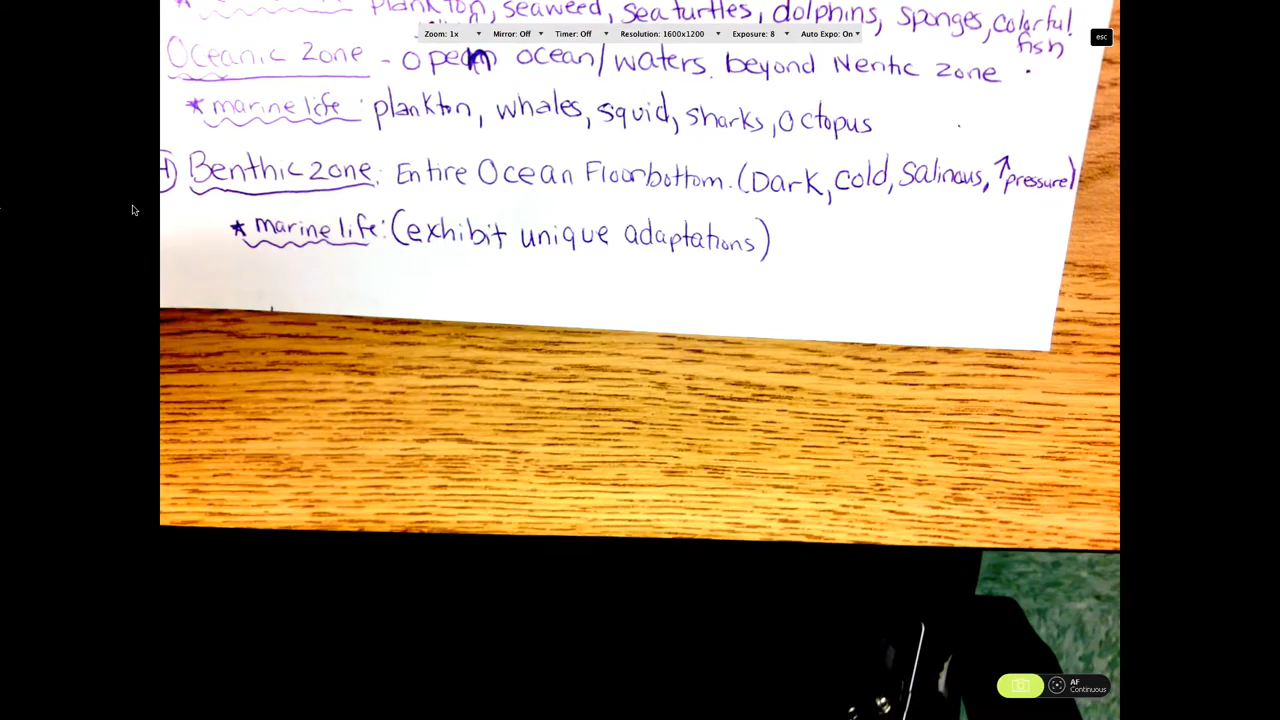 plankton, seaweed, sea turtles, dolphins, sponges, colorful
fish
Zoom: 1x Mirror: Off Timer: Off Resolution: 1600x1200 Exposure: 8 Auto Expo: On
esc
Oceanic Zone - open ocean/waters beyond Neritic zone
* marine life: plankton, whales, squid, sharks, octopus
4 Benthic zone: Entire Ocean Floor bottom. (Dark, cold, Salinous, ↑ pressure)
* marine life: (exhibit unique adaptations)
AF
Continuous